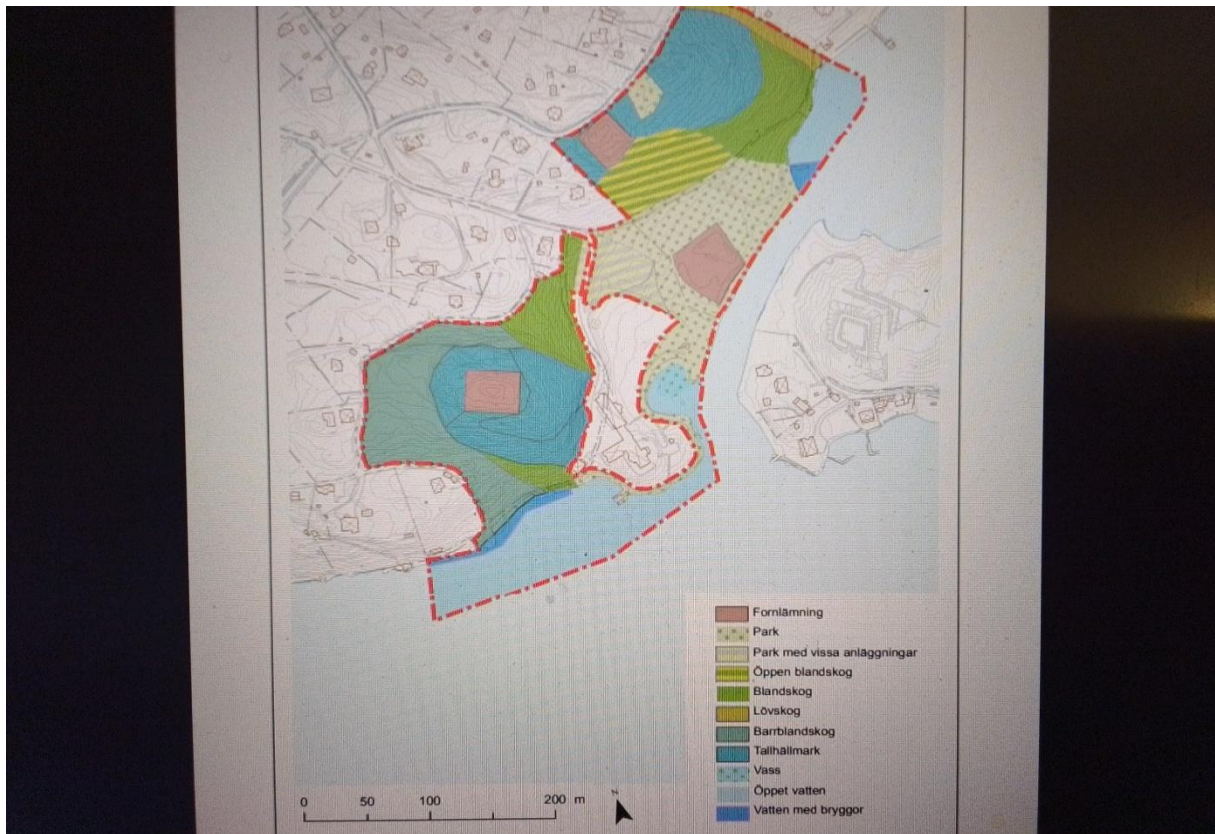 Fornlämning
Park
Park med vissa anläggningar
Öppen blandskog
Blandskog
Lövskog
Barrblandskog
Tallhällmark
Vass
Öppet vatten
Vatten med bryggor
0 50 100 200 m
N